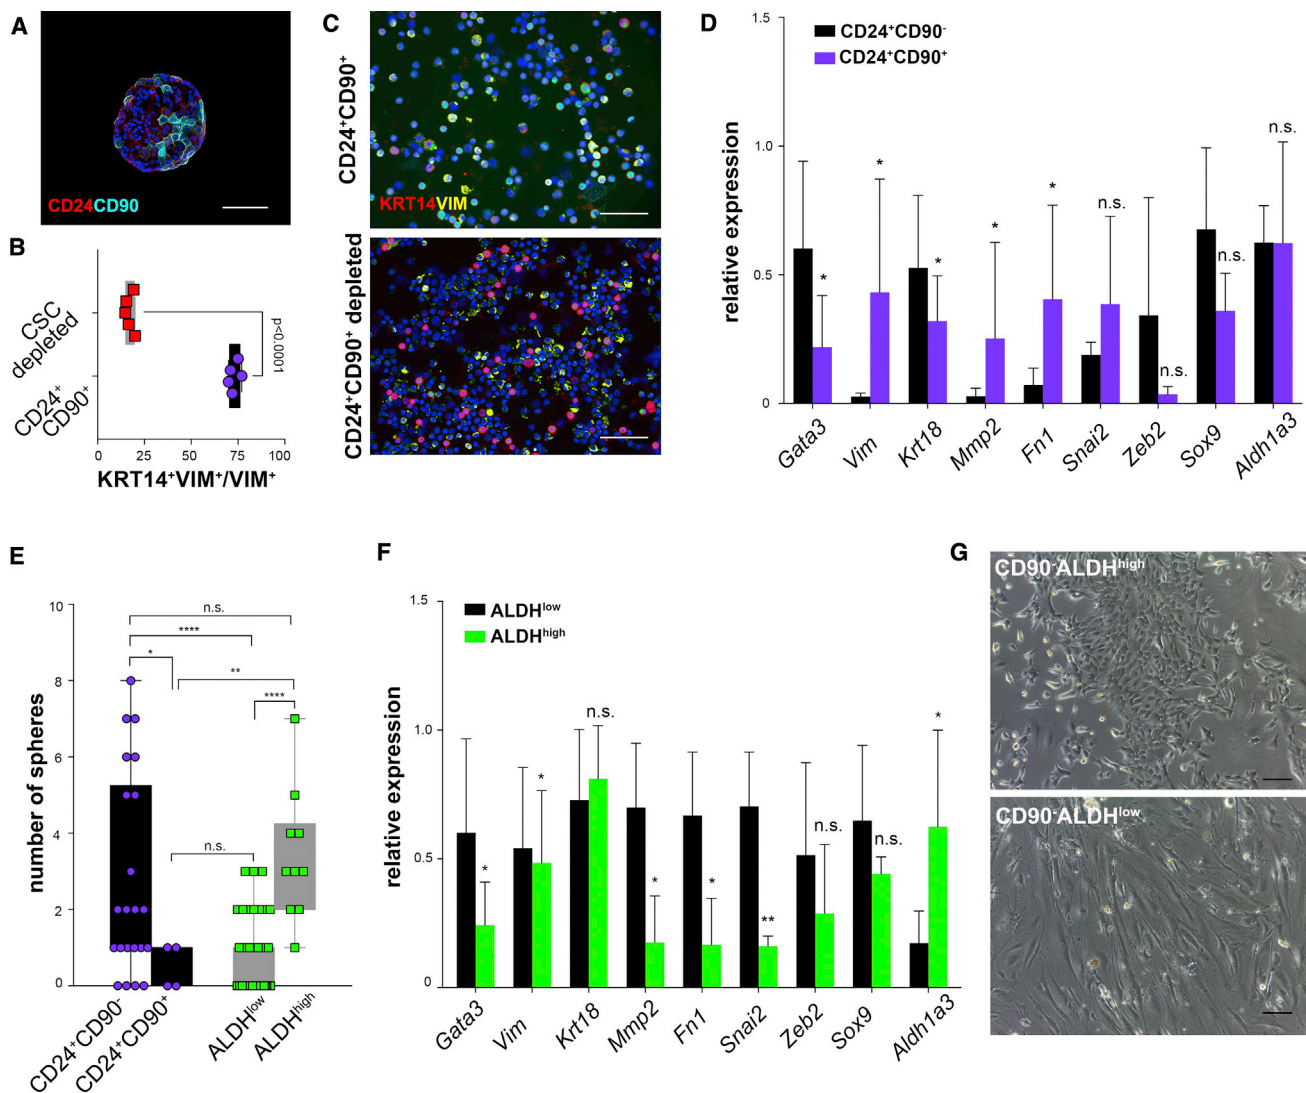 A
CD24CD90
B
CSC
depleted
CD24⁺
CD90⁺
p<0.0001
0 25 50 75 100
KRT14⁺VIM⁺/VIM⁺
C
CD24⁺CD90⁺
KRT14VIM
CD24⁺CD90⁺ depleted
D
CD24⁺CD90⁻
CD24⁺CD90⁺
relative expression
1.5
1.0
0.5
0
* * * * * n.s. n.s. n.s. n.s.
Gata3 Vim Krt18 Mmp2 Fn1 Snai2 Zeb2 Sox9 Aldh1a3
E
number of spheres
10
8
6
4
2
0
n.s.
****
*
**
****
n.s.
CD24⁺CD90⁻ CD24⁺CD90⁺ ALDHˡᵒʷ ALDHʰⁱᵍʰ
F
ALDHˡᵒʷ
ALDHʰⁱᵍʰ
relative expression
1.5
1.0
0.5
0
* * n.s. * * ** n.s. n.s. *
Gata3 Vim Krt18 Mmp2 Fn1 Snai2 Zeb2 Sox9 Aldh1a3
G
CD90⁻ALDHʰⁱᵍʰ
CD90⁻ALDHˡᵒʷ